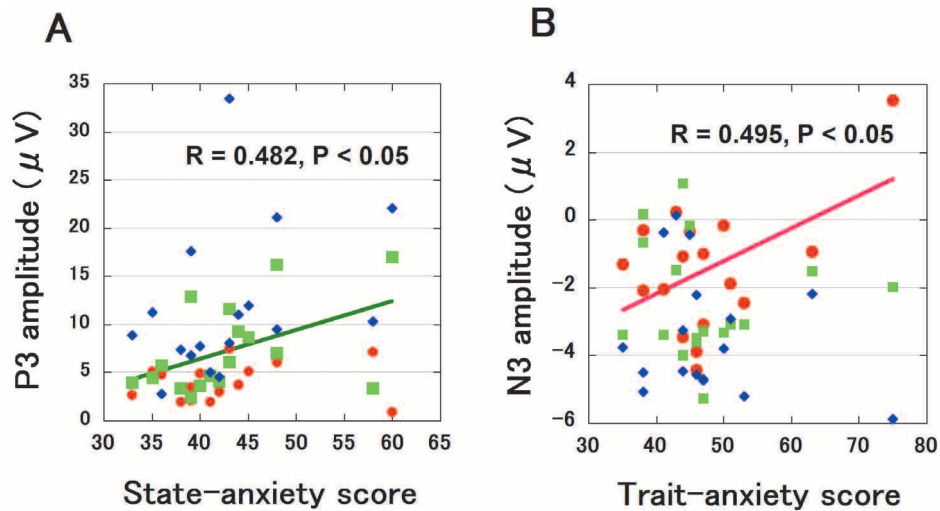 A
P3 amplitude ( μ V)
35
30
25
20
15
10
5
0
R = 0.482, P < 0.05
30 35 40 45 50 55 60 65
State-anxiety score
B
N3 amplitude ( μ V)
4
2
0
-2
-4
-6
R = 0.495, P < 0.05
30 40 50 60 70 80
Trait-anxiety score